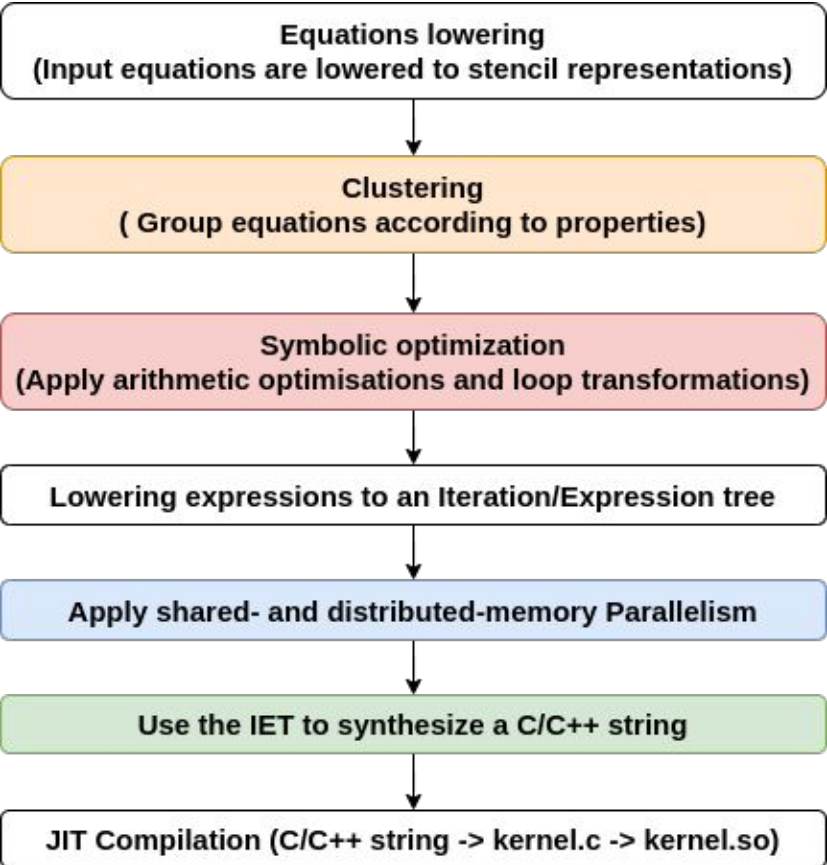 Equations lowering
(Input equations are lowered to stencil representations)
Clustering
( Group equations according to properties)
Symbolic optimization
(Apply arithmetic optimisations and loop transformations)
Lowering expressions to an Iteration/Expression tree
Apply shared- and distributed-memory Parallelism
Use the IET to synthesize a C/C++ string
JIT Compilation (C/C++ string -> kernel.c -> kernel.so)